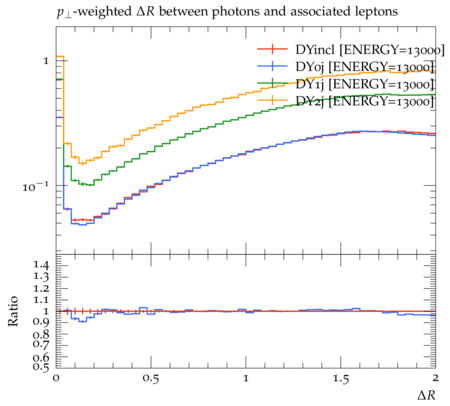 p⊥-weighted ΔR between photons and associated leptons
DYincl [ENERGY=13000]
DY0j [ENERGY=13000]
DY1j [ENERGY=13000]
DY2j [ENERGY=13000]
1
10⁻¹
1.4
1.3
1.2
1.1
1
0.9
0.8
0.7
0.6
0.5
Ratio
0 0.5 1 1.5 2
ΔR